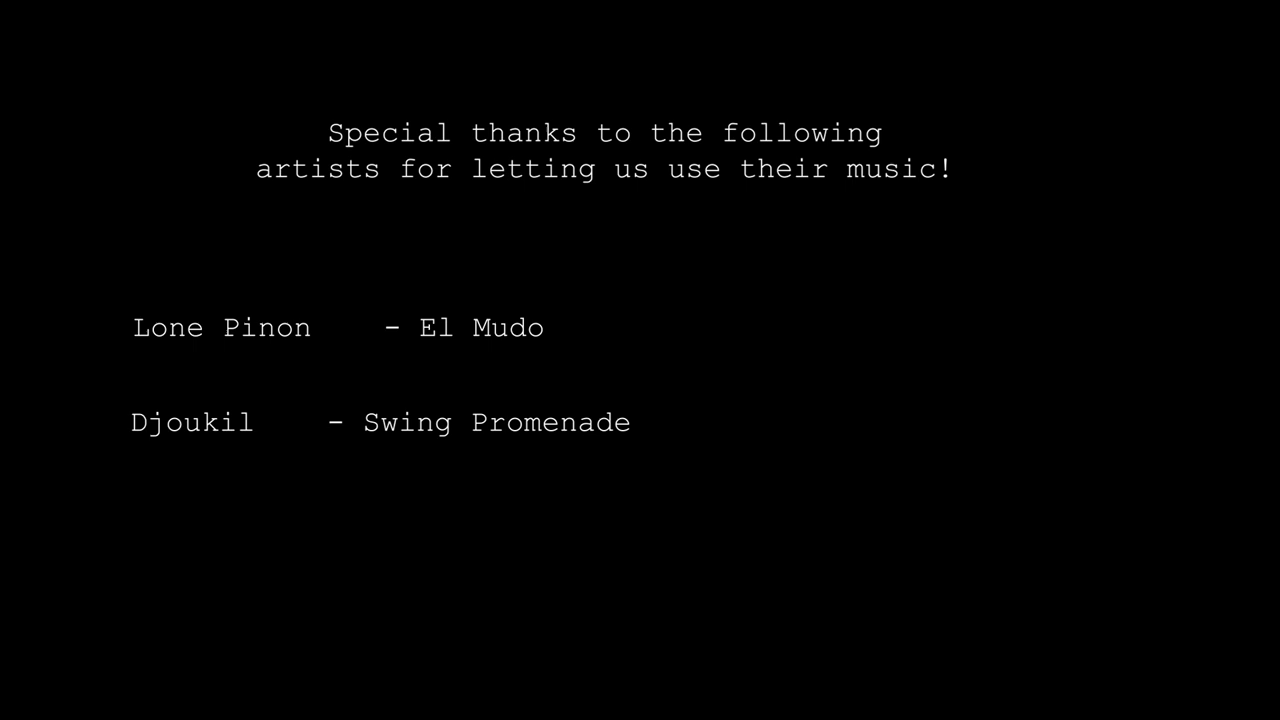 Special thanks to the following
artists for letting us use their music!
Lone Pinon - El Mudo
Djoukil - Swing Promenade